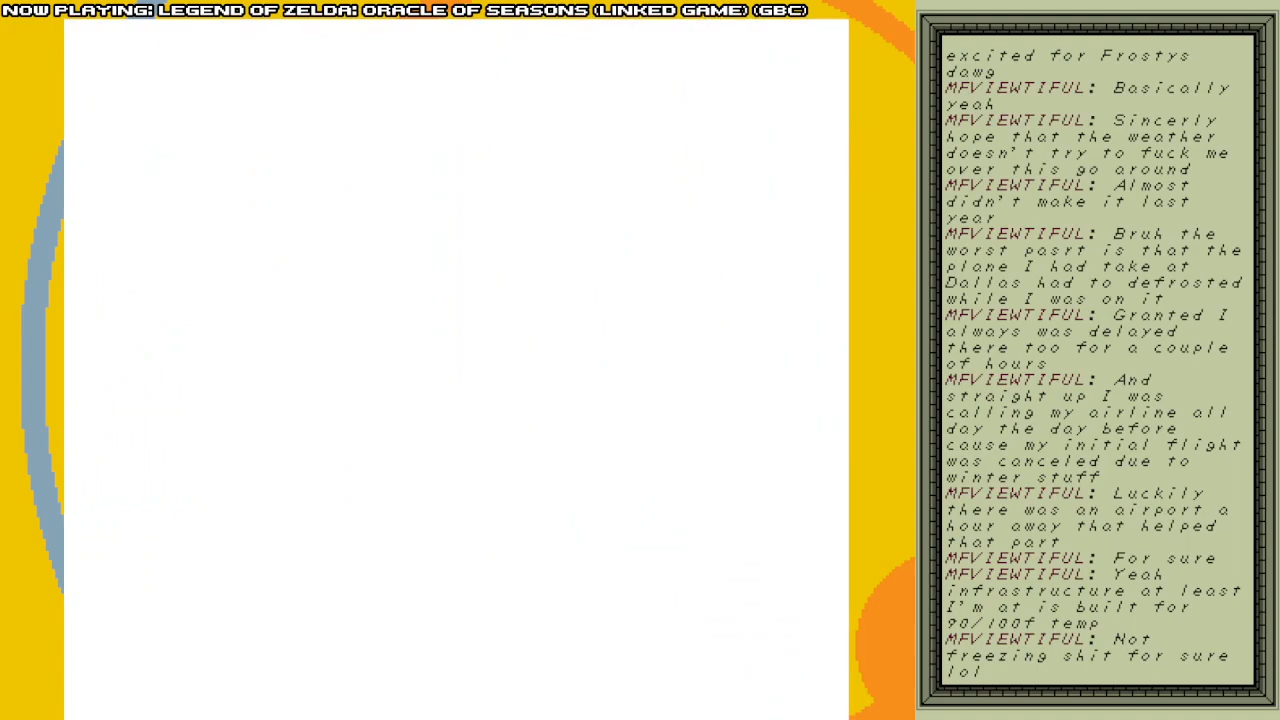 NOW PLAYING: LEGEND OF ZELDA: ORACLE OF SEASONS (LINKED GAME) (GBC)
excited for Frostys
dawg
MFVIEWTIFUL: Basically
yeah
MFVIEWTIFUL: Sincerly
hope that the weather
doesn't try to fuck me
over this go around
MFVIEWTIFUL: Almost
didn't make it last
year
MFVIEWTIFUL: Bruh the
worst pasrt is that the
plane I had take at
Dallas had to defrosted
while I was on it
MFVIEWTIFUL: Granted I
always was delayed
there too for a couple
of hours
MFVIEWTIFUL: And
straight up I was
calling my airline all
day the day before
cause my initial flight
was canceled due to
winter stuff
MFVIEWTIFUL: Luckily
there was an airport a
hour away that helped
that part
MFVIEWTIFUL: For sure
MFVIEWTIFUL: Yeah
infrastructure at least
I'm at is built for
90/100f temp
MFVIEWTIFUL: Not
freezing shit for sure
lol